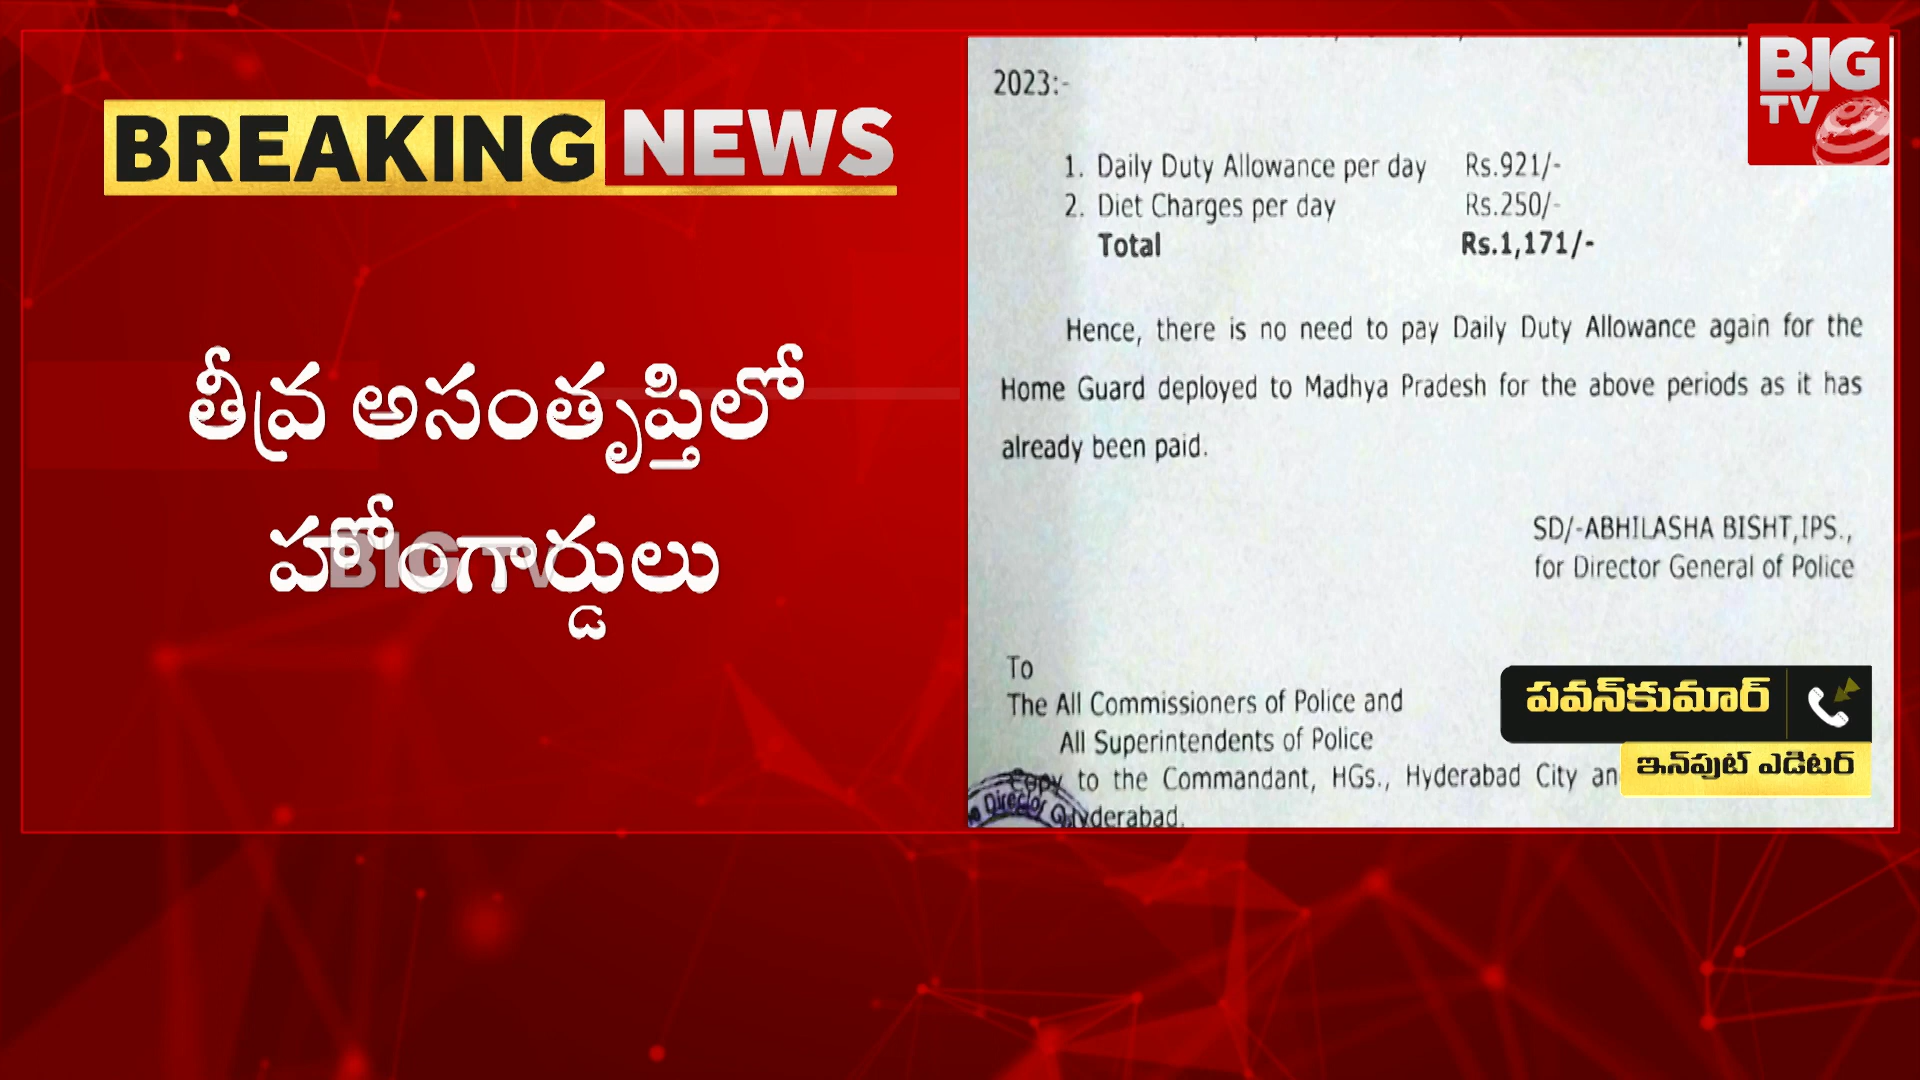 BREAKING NEWS
తీవ్ర అసంతృప్తిలో
హోంగార్డులు
BIG TV
2023:-
1. Daily Duty Allowance per day Rs.921/-
2. Diet Charges per day Rs.250/-
Total Rs.1,171/-
Hence, there is no need to pay Daily Duty Allowance again for the
Home Guard deployed to Madhya Pradesh for the above periods as it has
already been paid.
SD/-ABHILASHA BISHT,IPS.,
for Director General of Police
To
The All Commissioners of Police and
All Superintendents of Police
Copy to the Commandant, HGs., Hyderabad City an
Hyderabad.
Director
BIG
TV
పవన్‌కుమార్
ఇన్‌పుట్ ఎడిటర్